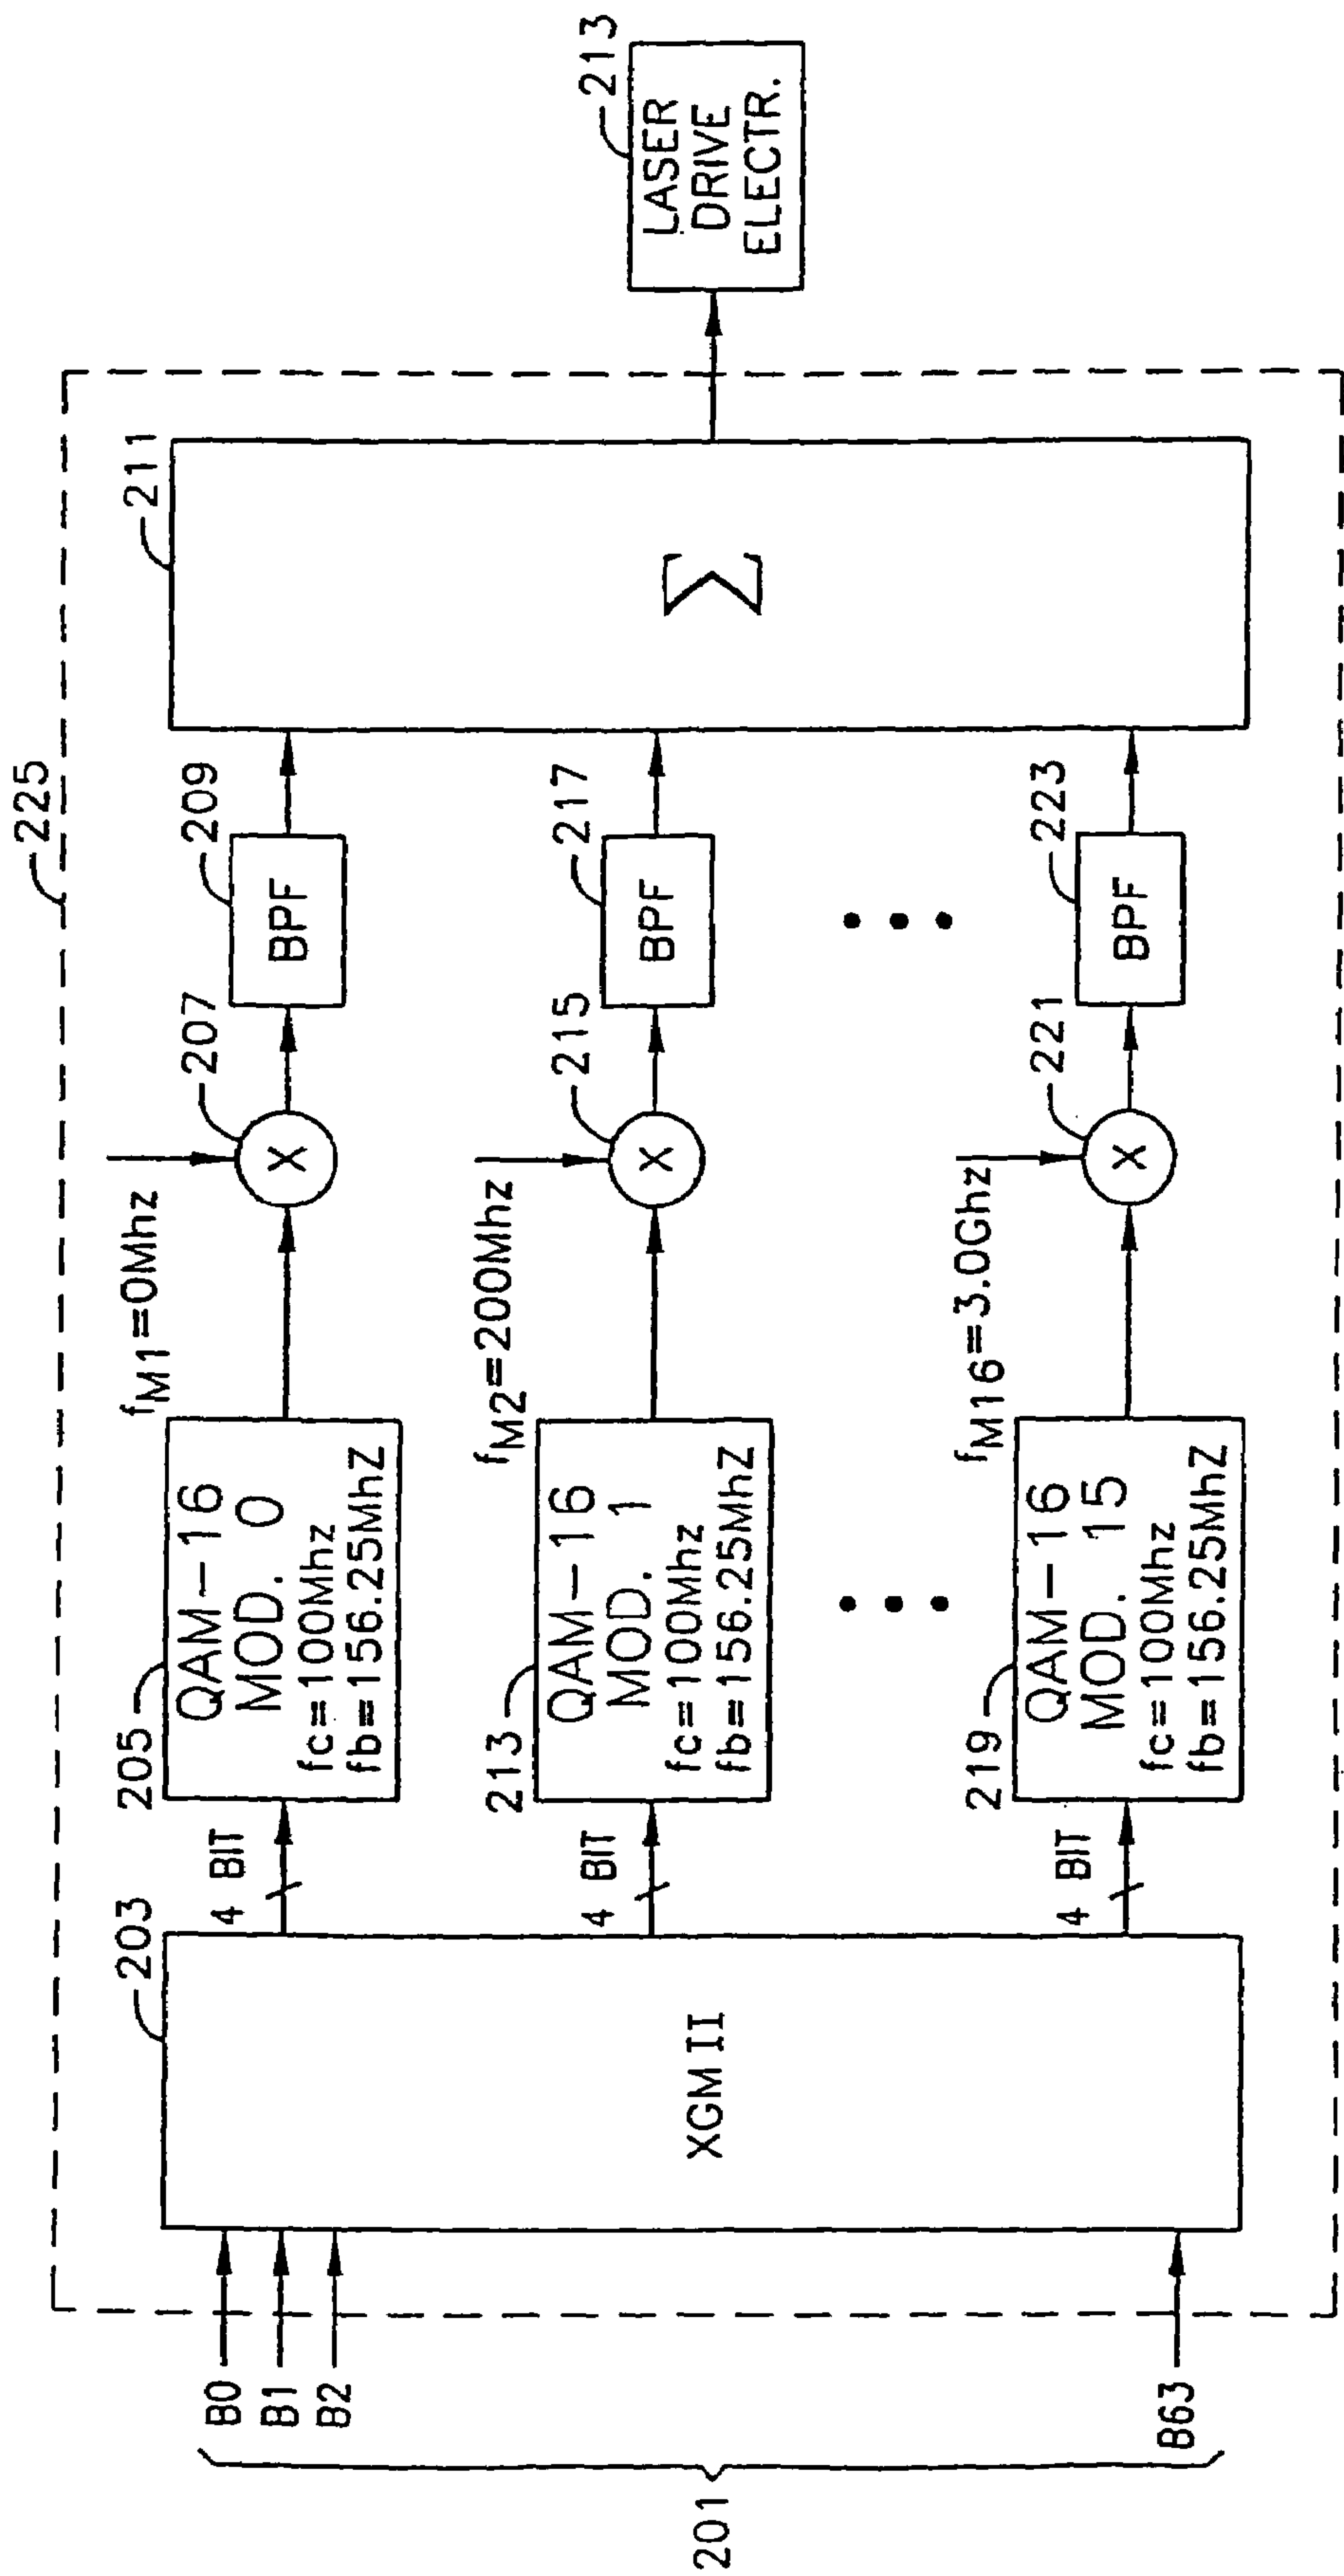 225
211
203
205
207
209
213
B0
B1
B2
B63
201
XGMII
4 BIT
QAM-16
MOD. 0
fc=100Mhz
fb=156.25MhZ
fM1=0Mhz
X
BPF
4 BIT
213
QAM-16
MOD. 1
fc=100Mhz
fb=156.25MhZ
fM2=200Mhz
X
215
BPF
217
4 BIT
219
QAM-16
MOD. 15
fc=100Mhz
fb=156.25MhZ
fM16=3.0Ghz
X
221
BPF
223
Σ
LASER
DRIVE
ELECTR.